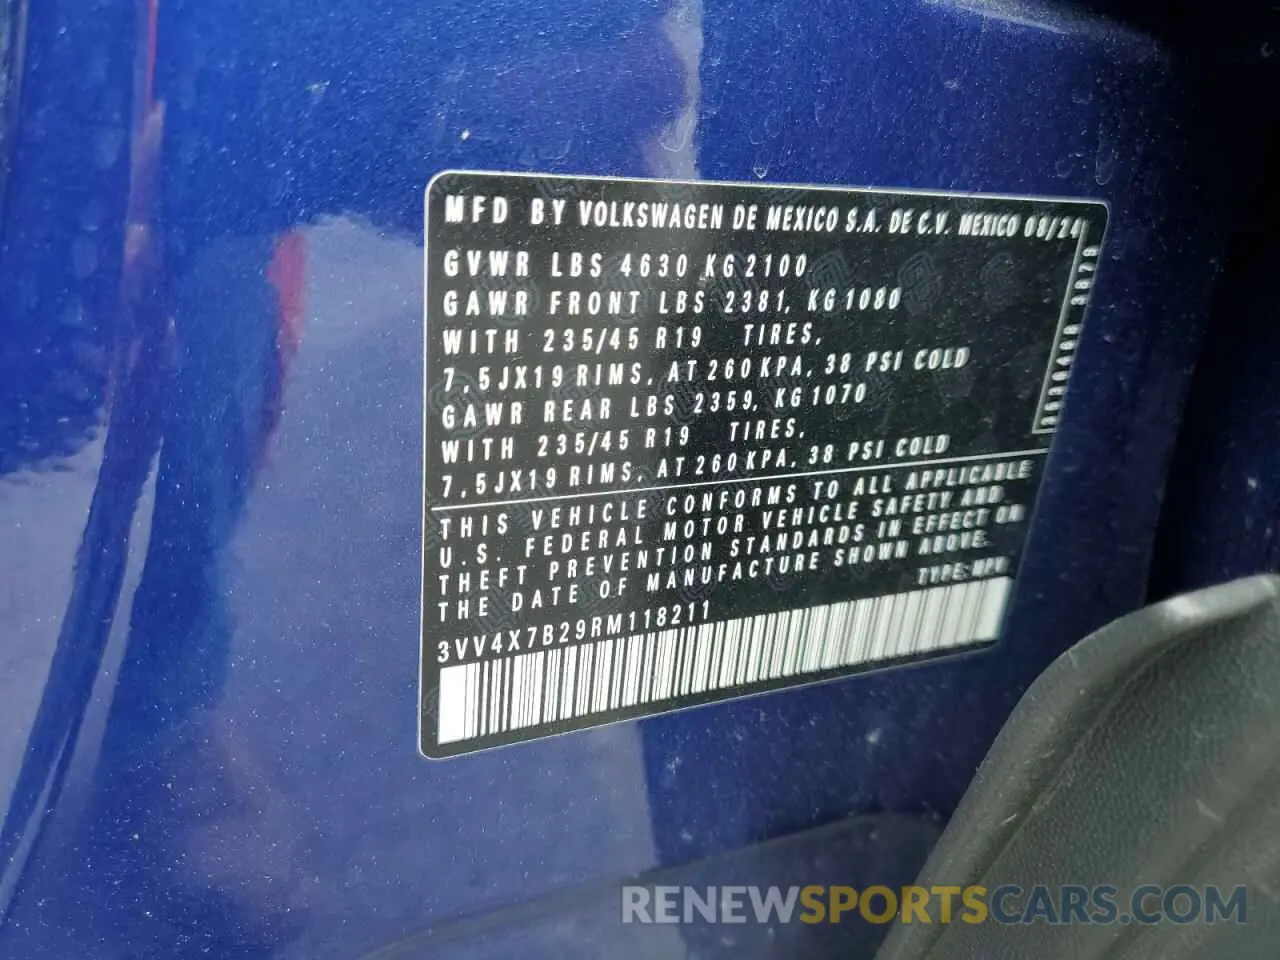 MFD BY VOLKSWAGEN DE MEXICO S.A. DE C.V. MEXICO 08/24
GVWR LBS 4630 KG 2100
GAWR FRONT LBS 2381, KG 1080
WITH 235/45 R19 TIRES,
7,5JX19 RIMS, AT 260 KPA, 38 PSI COLD
GAWR REAR LBS 2359, KG 1070
WITH 235/45 R19 TIRES,
7,5JX19 RIMS, AT 260 KPA, 38 PSI COLD
THIS VEHICLE CONFORMS TO ALL APPLICABLE
U.S. FEDERAL MOTOR VEHICLE SAFETY AND
THEFT PREVENTION STANDARDS IN EFFECT ON
THE DATE OF MANUFACTURE SHOWN ABOVE.
TYPE: MPV
3VV4X7B29RM118211
RENEWSPORTSCARS.COM